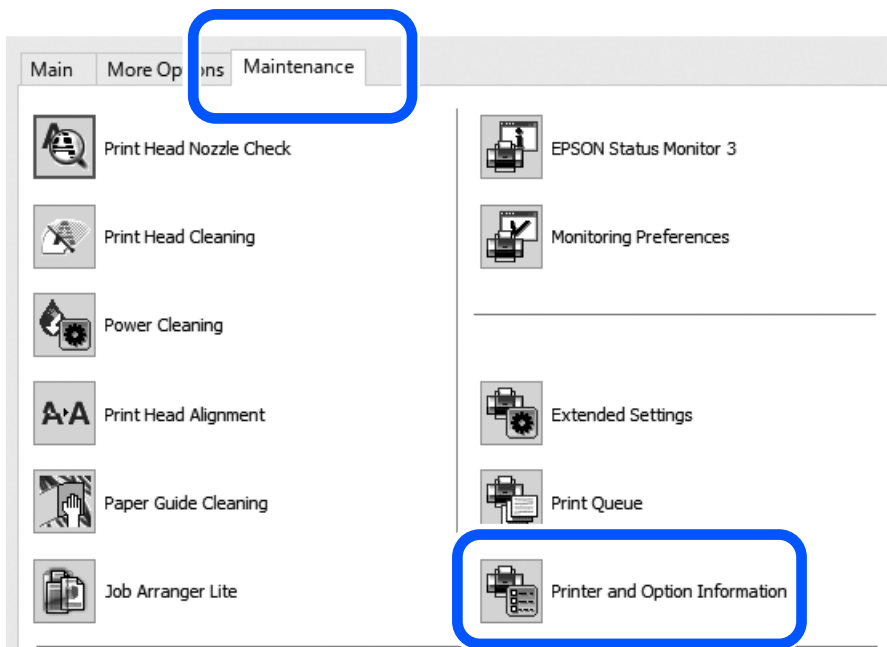 Main
More Options
Maintenance
Print Head Nozzle Check
Print Head Cleaning
Power Cleaning
Print Head Alignment
Paper Guide Cleaning
Job Arranger Lite
EPSON Status Monitor 3
Monitoring Preferences
Extended Settings
Print Queue
Printer and Option Information